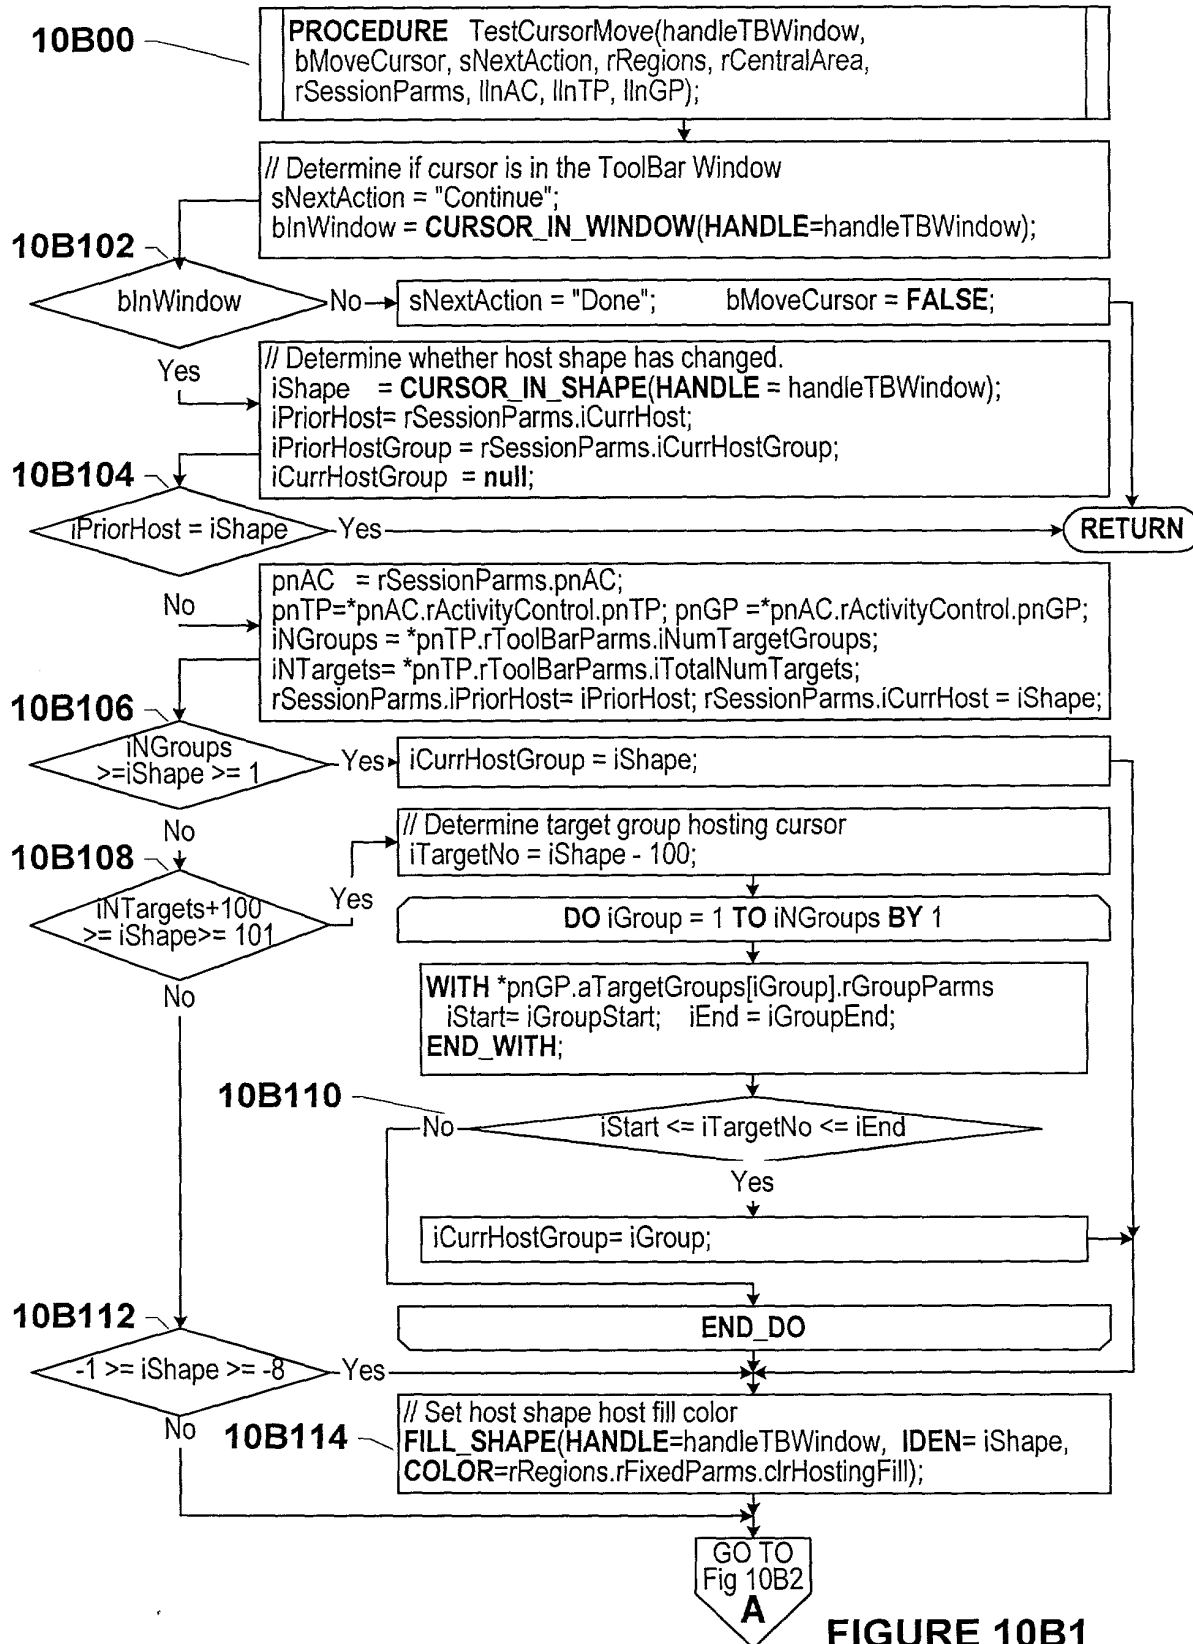 10B00
PROCEDURE TestCursorMove(handleTBWindow,
bMoveCursor, sNextAction, rRegions, rCentralArea,
rSessionParms, llnAC, llnTP, llnGP);
// Determine if cursor is in the ToolBar Window
sNextAction = "Continue";
bInWindow = CURSOR_IN_WINDOW(HANDLE=handleTBWindow);
10B102
bInWindow
No
sNextAction = "Done"; bMoveCursor = FALSE;
Yes
// Determine whether host shape has changed.
iShape = CURSOR_IN_SHAPE(HANDLE = handleTBWindow);
iPriorHost= rSessionParms.iCurrHost;
iPriorHostGroup = rSessionParms.iCurrHostGroup;
iCurrHostGroup = null;
10B104
iPriorHost = iShape
Yes
RETURN
No
pnAC = rSessionParms.pnAC;
pnTP=*pnAC.rActivityControl.pnTP; pnGP =*pnAC.rActivityControl.pnGP;
iNGroups = *pnTP.rToolBarParms.iNumTargetGroups;
iNTargets= *pnTP.rToolBarParms.iTotalNumTargets;
rSessionParms.iPriorHost= iPriorHost; rSessionParms.iCurrHost = iShape;
10B106
iNGroups
>=iShape >= 1
Yes
iCurrHostGroup = iShape;
No
// Determine target group hosting cursor
iTargetNo = iShape - 100;
10B108
iNTargets+100
>= iShape>= 101
Yes
DO iGroup = 1 TO iNGroups BY 1
No
WITH *pnGP.aTargetGroups[iGroup].rGroupParms
iStart= iGroupStart; iEnd = iGroupEnd;
END_WITH;
10B110
No
iStart <= iTargetNo <= iEnd
Yes
iCurrHostGroup= iGroup;
END_DO
10B112
-1 >= iShape >= -8
Yes
No
10B114
// Set host shape host fill color
FILL_SHAPE(HANDLE=handleTBWindow, IDEN= iShape,
COLOR=rRegions.rFixedParms.clrHostingFill);
GO TO
Fig 10B2
A
FIGURE 10B1